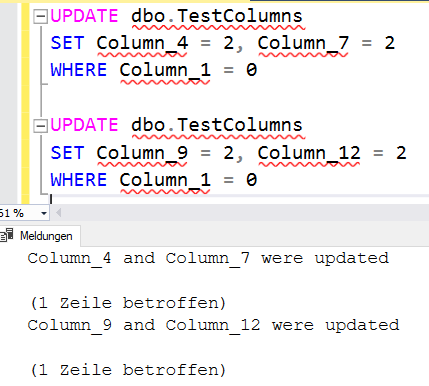 UPDATE dbo.TestColumns
SET Column_4 = 2, Column_7 = 2
WHERE Column_1 = 0
UPDATE dbo.TestColumns
SET Column_9 = 2, Column_12 = 2
WHERE Column_1 = 0
51 %
Meldungen
Column_4 and Column_7 were updated
(1 Zeile betroffen)
Column_9 and Column_12 were updated
(1 Zeile betroffen)